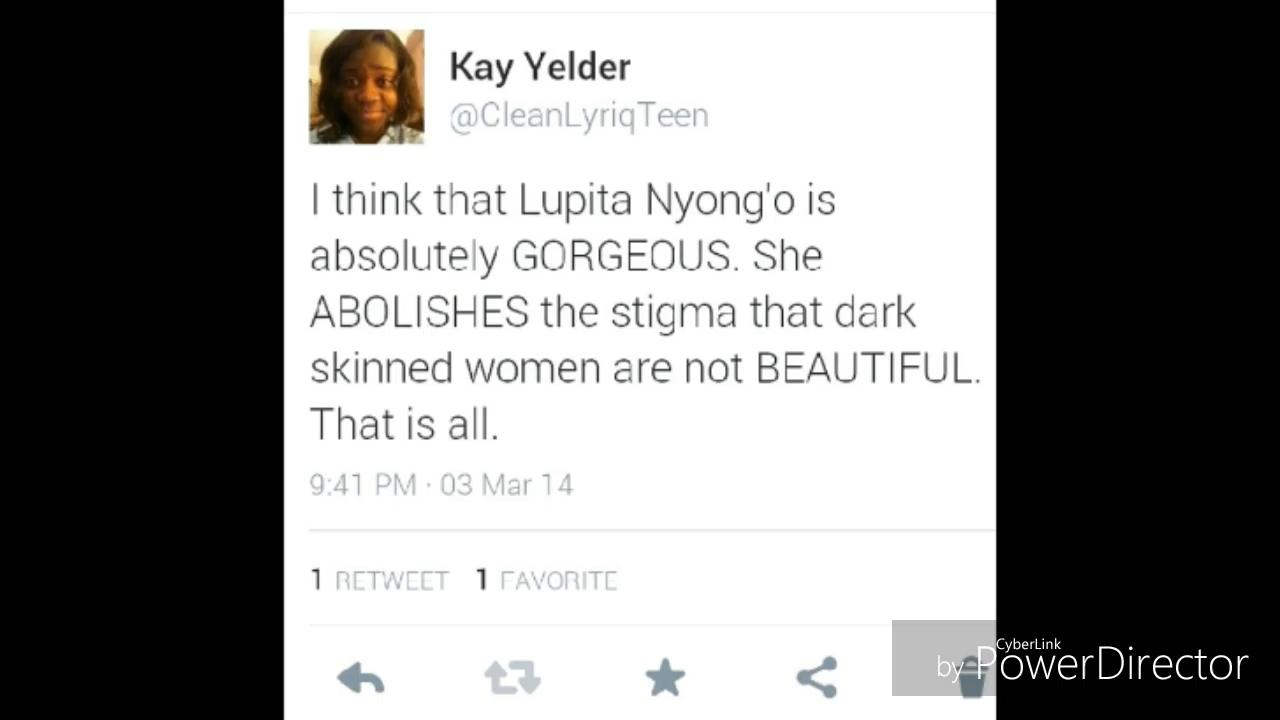 Kay Yelder
@CleanLyriqTeen
I think that Lupita Nyong'o is
absolutely GORGEOUS. She
ABOLISHES the stigma that dark
skinned women are not BEAUTIFUL.
That is all.
9:41 PM · 03 Mar 14
1 RETWEET 1 FAVORITE
CyberLink
by PowerDirector